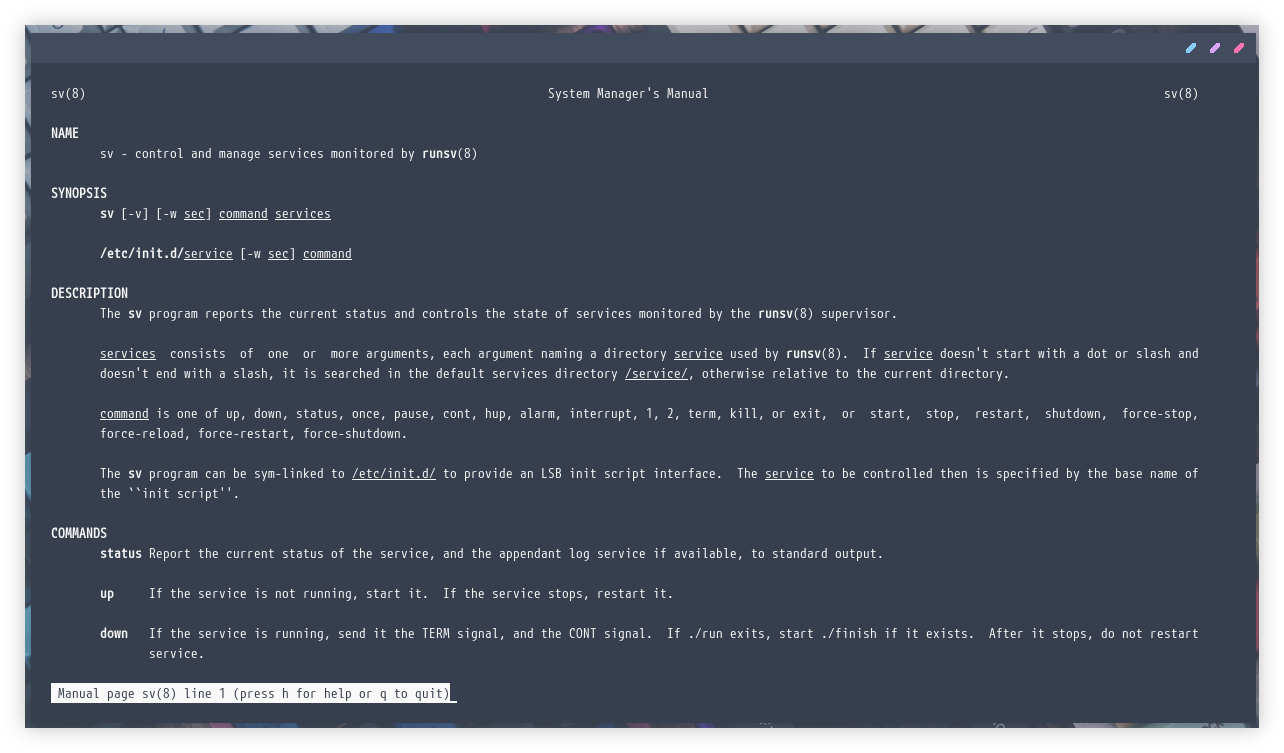 sv(8) System Manager's Manual sv(8)
NAME
sv - control and manage services monitored by runsv(8)
SYNOPSIS
sv [-v] [-w sec] command services
/etc/init.d/service [-w sec] command
DESCRIPTION
The sv program reports the current status and controls the state of services monitored by the runsv(8) supervisor.
services consists of one or more arguments, each argument naming a directory service used by runsv(8). If service doesn't start with a dot or slash and
doesn't end with a slash, it is searched in the default services directory /service/, otherwise relative to the current directory.
command is one of up, down, status, once, pause, cont, hup, alarm, interrupt, 1, 2, term, kill, or exit, or start, stop, restart, shutdown, force-stop,
force-reload, force-restart, force-shutdown.
The sv program can be sym-linked to /etc/init.d/ to provide an LSB init script interface. The service to be controlled then is specified by the base name of
the ``init script''.
COMMANDS
status Report the current status of the service, and the appendant log service if available, to standard output.
up If the service is not running, start it. If the service stops, restart it.
down If the service is running, send it the TERM signal, and the CONT signal. If ./run exits, start ./finish if it exists. After it stops, do not restart
service.
Manual page sv(8) line 1 (press h for help or q to quit)